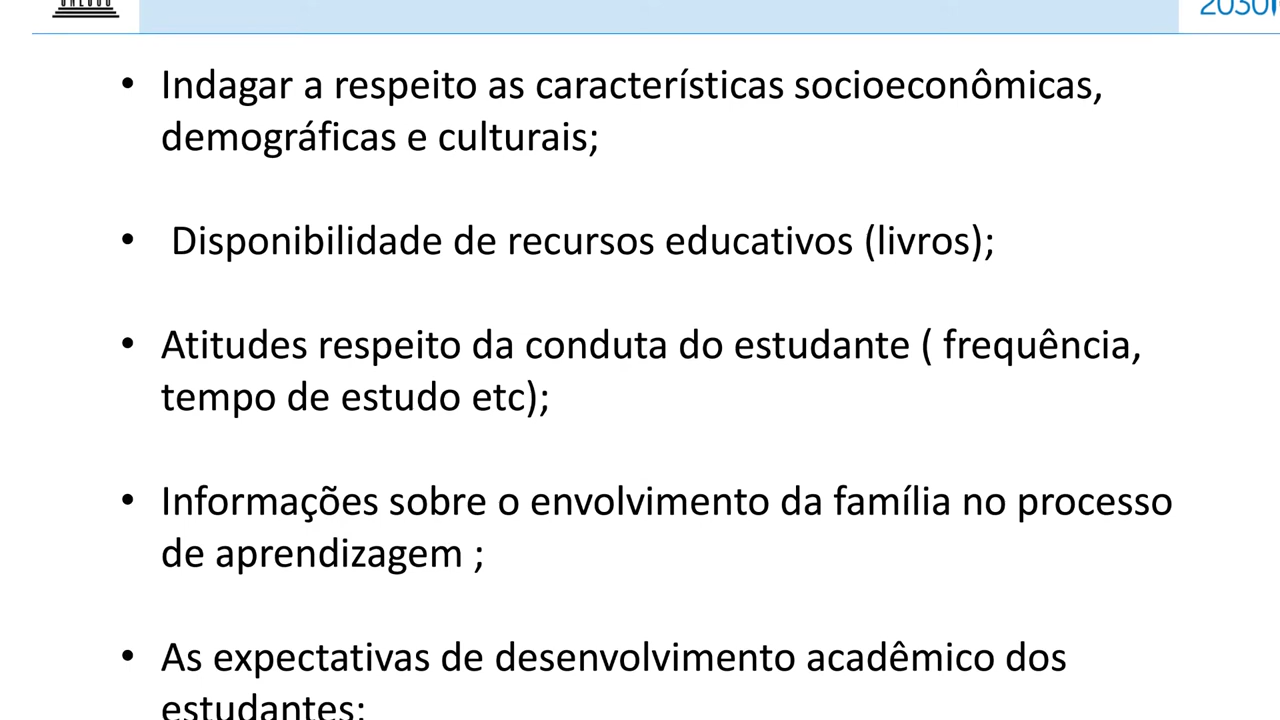 2030
• Indagar a respeito as características socioeconômicas,
demográficas e culturais;
• Disponibilidade de recursos educativos (livros);
• Atitudes respeito da conduta do estudante ( frequência,
tempo de estudo etc);
• Informações sobre o envolvimento da família no processo
de aprendizagem ;
• As expectativas de desenvolvimento acadêmico dos
estudantes;